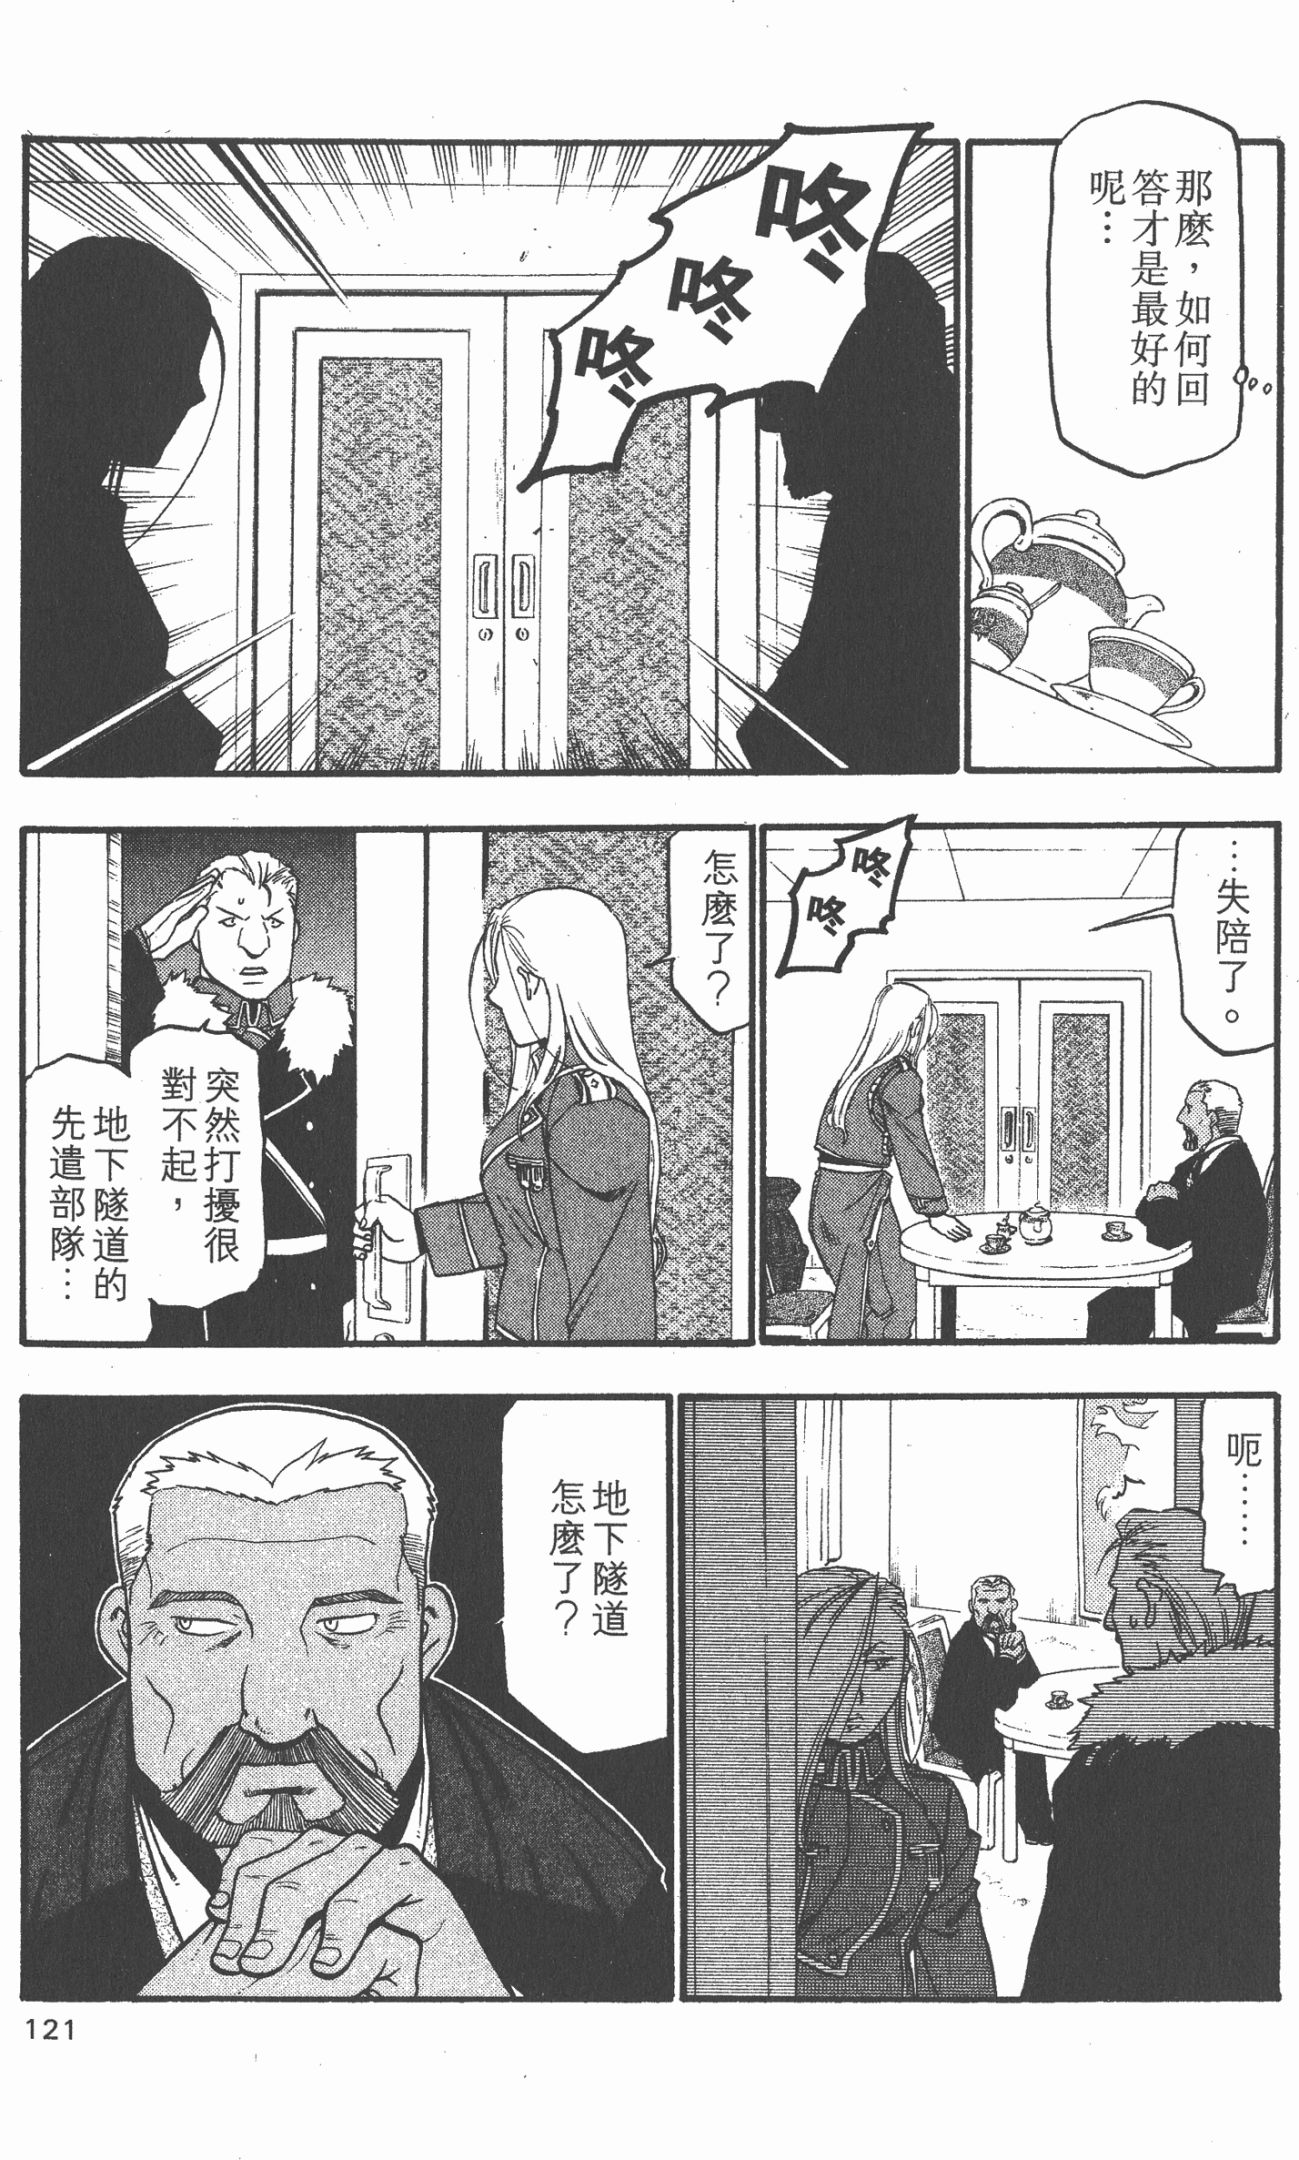 那麼，如何回
答才是最好的
呢…
咚
咚
咚
…失陪了。
咚
咚
怎麼了？
突然打擾很
對不起，
地下隧道的
先遣部隊…
呃……
地下隧道
怎麼了？
121